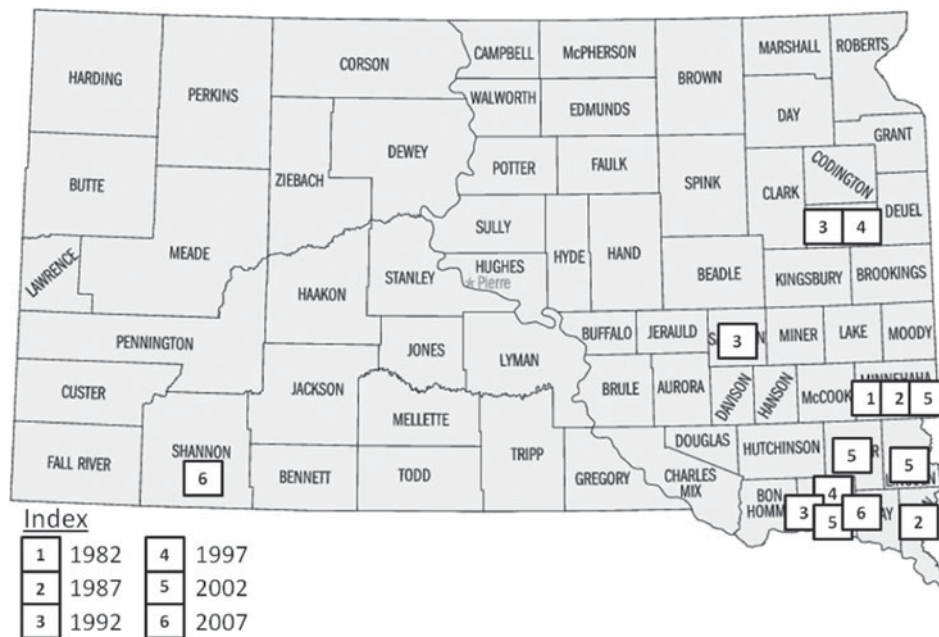 CAMPBELL McPHERSON MARSHALL ROBERTS
HARDING PERKINS CORSON BROWN
WALWORTH EDMUNDS DAY
DEWEY GRANT
BUTTE ZIEBACH POTTER FAULK SPINK CLARK CODINGTON
3 4 DEUEL
LAWRENCE MEADE SULLY HYDE HAND
HAAKON STANLEY HUGHES BEADLE KINGSBURY BROOKINGS
*Pierre
PENNINGTON JONES LYMAN BUFFALO JERAULD 3 MINER LAKE MOODY
CUSTER JACKSON BRULE AURORA DAVISON HANSON McCOOK MINNEHAHA
1 2 5
MELLETTE
FALL RIVER SHANNON BENNETT TODD TRIPP GREGORY DOUGLAS HUTCHINSON 5 5
6 CHARLES
MIX
BON
HOMM 3 4 5 6 AY 2
Index
1 1982 4 1997
2 1987 5 2002
3 1992 6 2007